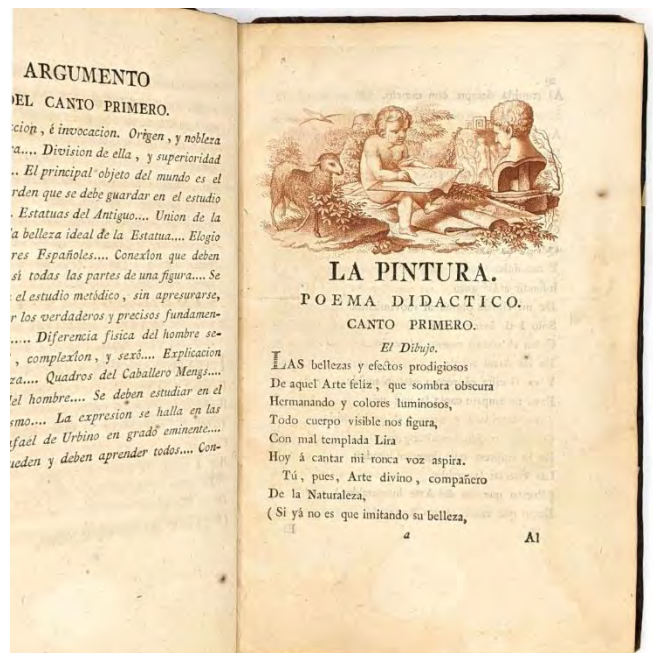 ARGUMENTO
DEL CANTO PRIMERO.
cion, é invocacion. Origen, y nobleza
a.... Division de ella, y superioridad
.. El principal objeto del mundo es el
rden que se debe guardar en el estudio
. Estatuas del Antiguo.... Union de la
a belleza ideal de la Estatua.... Elogio
res Españoles.... Conexîon que deben
sí todas las partes de una figura.... Se
el estudio metódico, sin apresurarse,
r los verdaderos y precisos fundamen-
.... Diferencia fisica del hombre se-
, complexîon, y sexô.... Explicacion
za.... Quadros del Caballero Mengs....
del hombre.... Se deben estudiar en el
smo.... La expresion se halla en las
afaél de Urbino en grado eminente....
ueden y deben aprender todos.... Con-
LA PINTURA.
POEMA DIDACTICO.
CANTO PRIMERO.
El Dibujo.
LAS bellezas y efectos prodigiosos
De aquel Arte felíz, que sombra obscura
Hermanando y colores luminosos,
Todo cuerpo visible nos figura,
Con mal templada Lira
Hoy á cantar mi ronca voz aspira.
Tú, pues, Arte divino, compañero
De la Naturaleza,
( Si yá no es que imitando su belleza,
a
Al